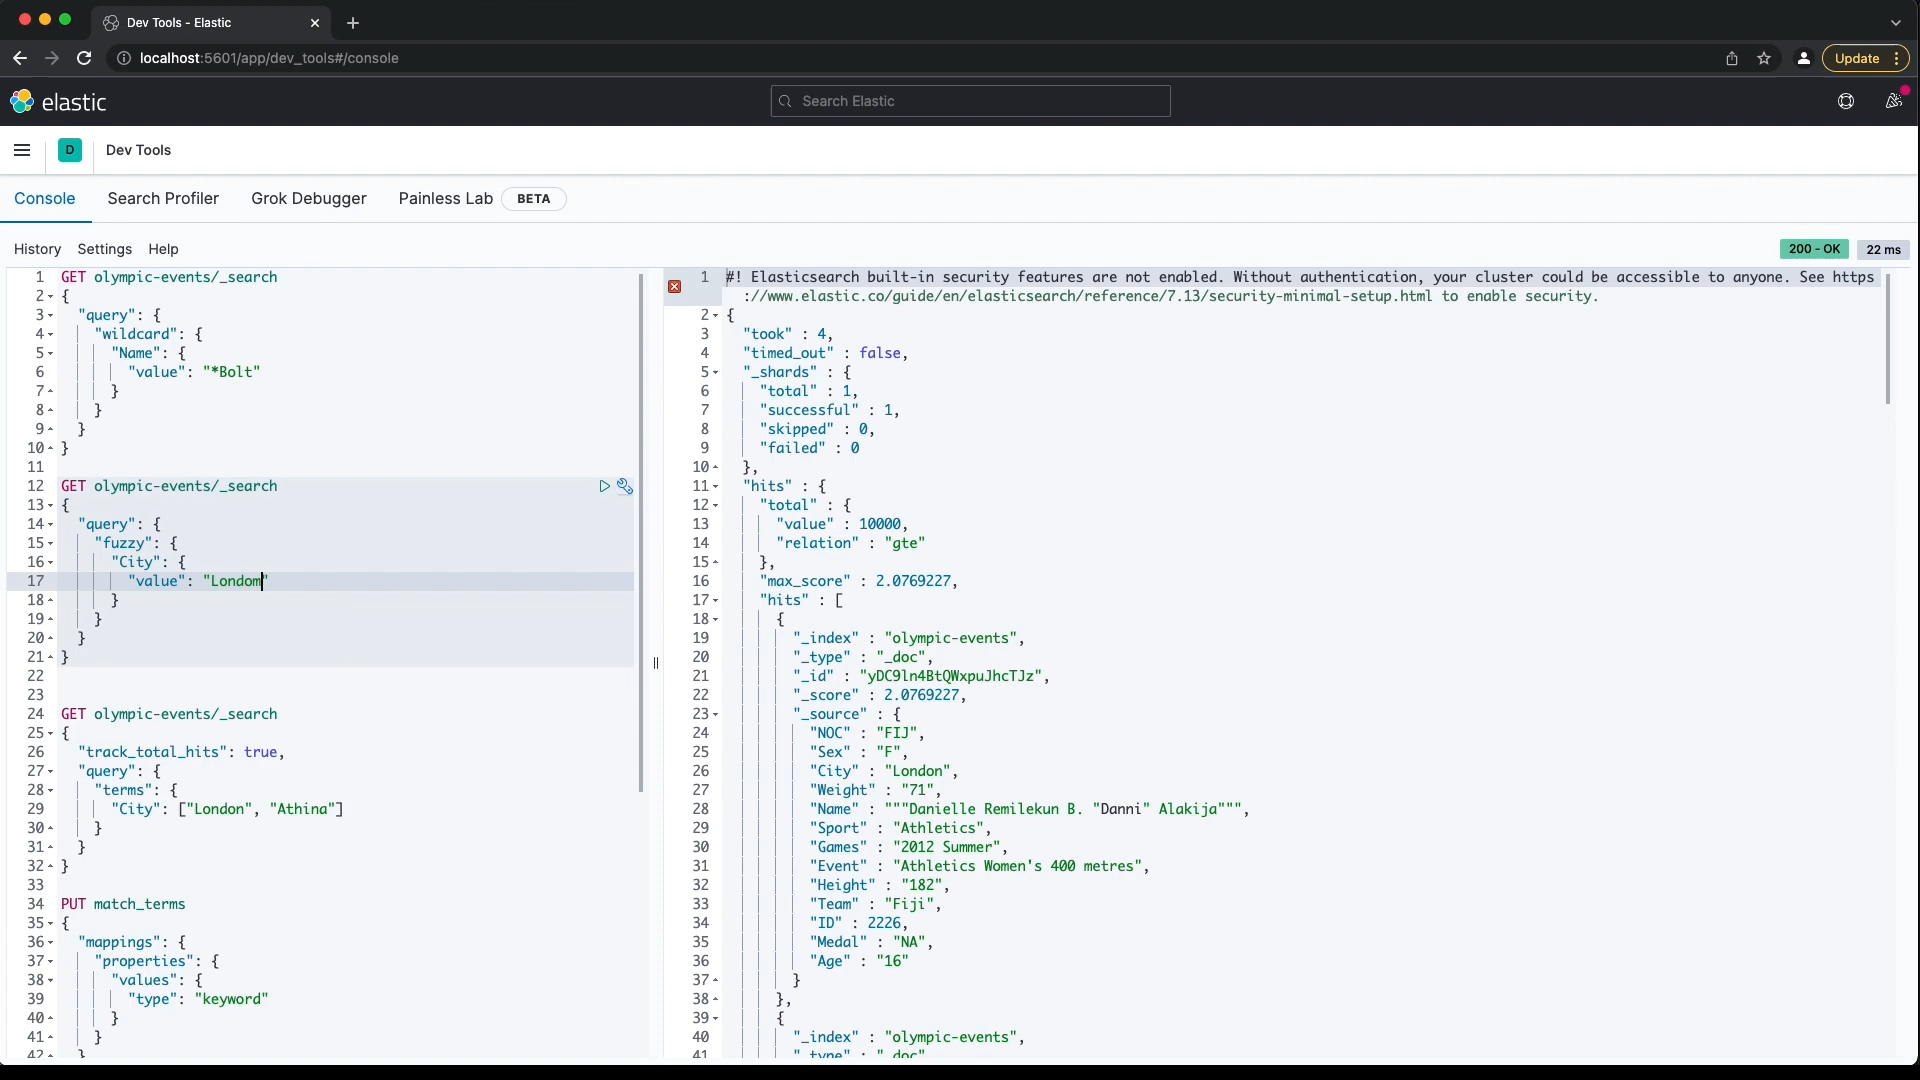 Dev Tools - Elastic
localhost:5601/app/dev_tools#/console
Update
elastic
Search Elastic
D
Dev Tools
Console Search Profiler Grok Debugger Painless Lab BETA
History Settings Help
200 - OK 22 ms
1 GET olympic-events/_search
2 {
3 "query": {
4 "wildcard": {
5 "Name": {
6 "value": "*Bolt"
7 }
8 }
9 }
10 }
11
12 GET olympic-events/_search
13 {
14 "query": {
15 "fuzzy": {
16 "City": {
17 "value": "Londom"
18 }
19 }
20 }
21 }
22
23
24 GET olympic-events/_search
25 {
26 "track_total_hits": true,
27 "query": {
28 "terms": {
29 "City": ["London", "Athina"]
30 }
31 }
32 }
33
34 PUT match_terms
35 {
36 "mappings": {
37 "properties": {
38 "values": {
39 "type": "keyword"
40 }
41 }
42 }
1 #! Elasticsearch built-in security features are not enabled. Without authentication, your cluster could be accessible to anyone. See https
://www.elastic.co/guide/en/elasticsearch/reference/7.13/security-minimal-setup.html to enable security.
2 {
3 "took" : 4,
4 "timed_out" : false,
5 "_shards" : {
6 "total" : 1,
7 "successful" : 1,
8 "skipped" : 0,
9 "failed" : 0
10 },
11 "hits" : {
12 "total" : {
13 "value" : 10000,
14 "relation" : "gte"
15 },
16 "max_score" : 2.0769227,
17 "hits" : [
18 {
19 "_index" : "olympic-events",
20 "_type" : "_doc",
21 "_id" : "yDC9ln4BtQWxpuJhcTJz",
22 "_score" : 2.0769227,
23 "_source" : {
24 "NOC" : "FIJ",
25 "Sex" : "F",
26 "City" : "London",
27 "Weight" : "71",
28 "Name" : """Danielle Remilekun B. "Danni" Alakija""",
29 "Sport" : "Athletics",
30 "Games" : "2012 Summer",
31 "Event" : "Athletics Women's 400 metres",
32 "Height" : "182",
33 "Team" : "Fiji",
34 "ID" : 2226,
35 "Medal" : "NA",
36 "Age" : "16"
37 }
38 },
39 {
40 "_index" : "olympic-events",
41 "_type" : "_doc"